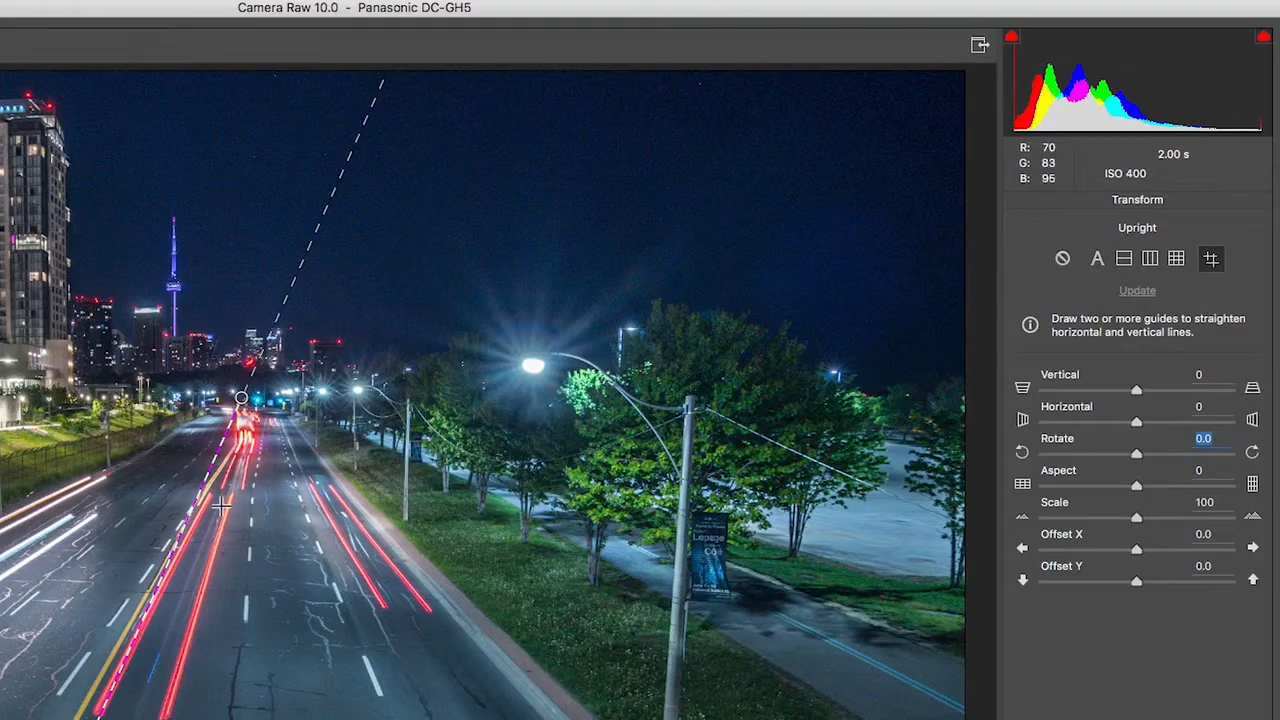 Camera Raw 10.0 - Panasonic DC-GH5
R: 70
G: 83
B: 95
2.00 s
ISO 400
Transform
Upright
A
Update
Draw two or more guides to straighten
horizontal and vertical lines.
Vertical 0
Horizontal 0
Rotate 0.0
Aspect 0
Scale 100
Offset X 0.0
Offset Y 0.0
Lepage